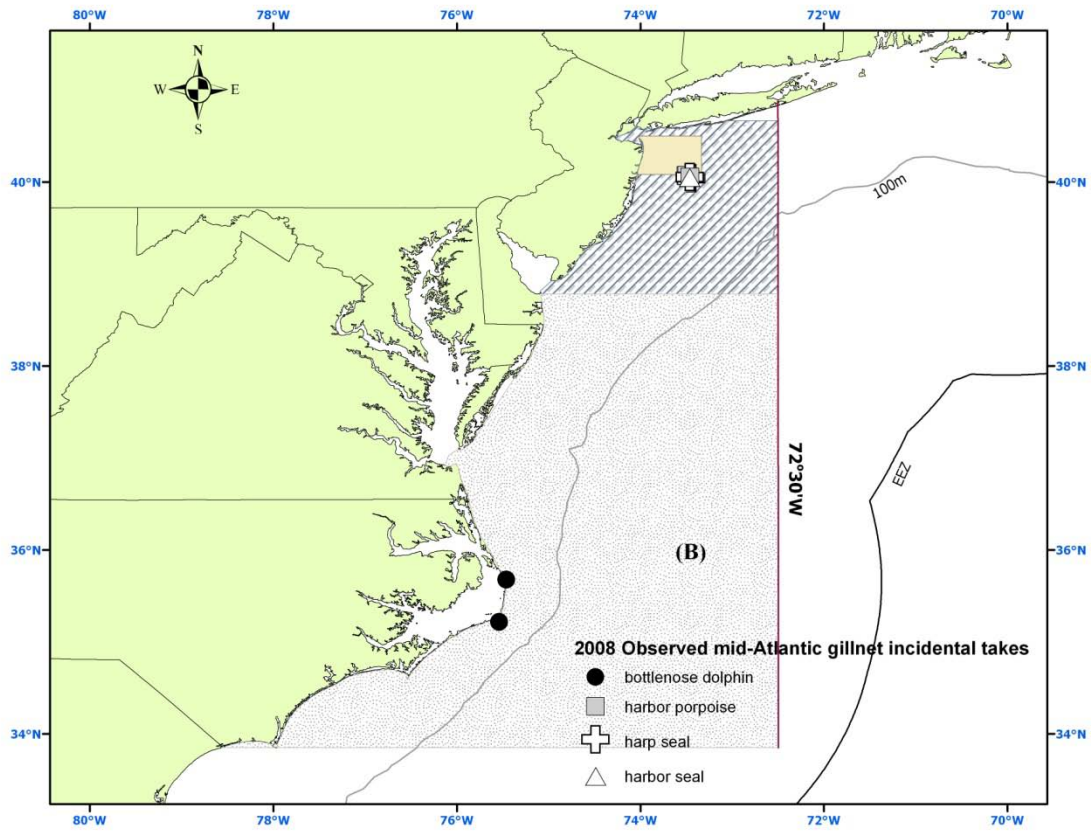 80°W 78°W 76°W 74°W 72°W 70°W
N
W E
S
40°N 40°N
100m
38°N 38°N
72°30'W
EEZ
36°N (B) 36°N
2008 Observed mid-Atlantic gillnet incidental takes
bottlenose dolphin
harbor porpoise
34°N harp seal 34°N
harbor seal
80°W 78°W 76°W 74°W 72°W 70°W